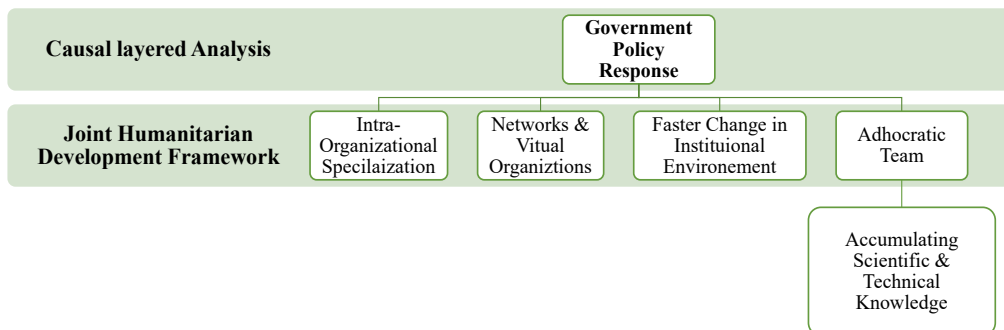 Causal layered Analysis
Government
Policy
Response
Joint Humanitarian
Development Framework
Intra-
Organizational
Specilaization
Networks &
Vitual
Organiztions
Faster Change in
Instituional
Environement
Adhocratic
Team
Accumulating
Scientific &
Technical
Knowledge